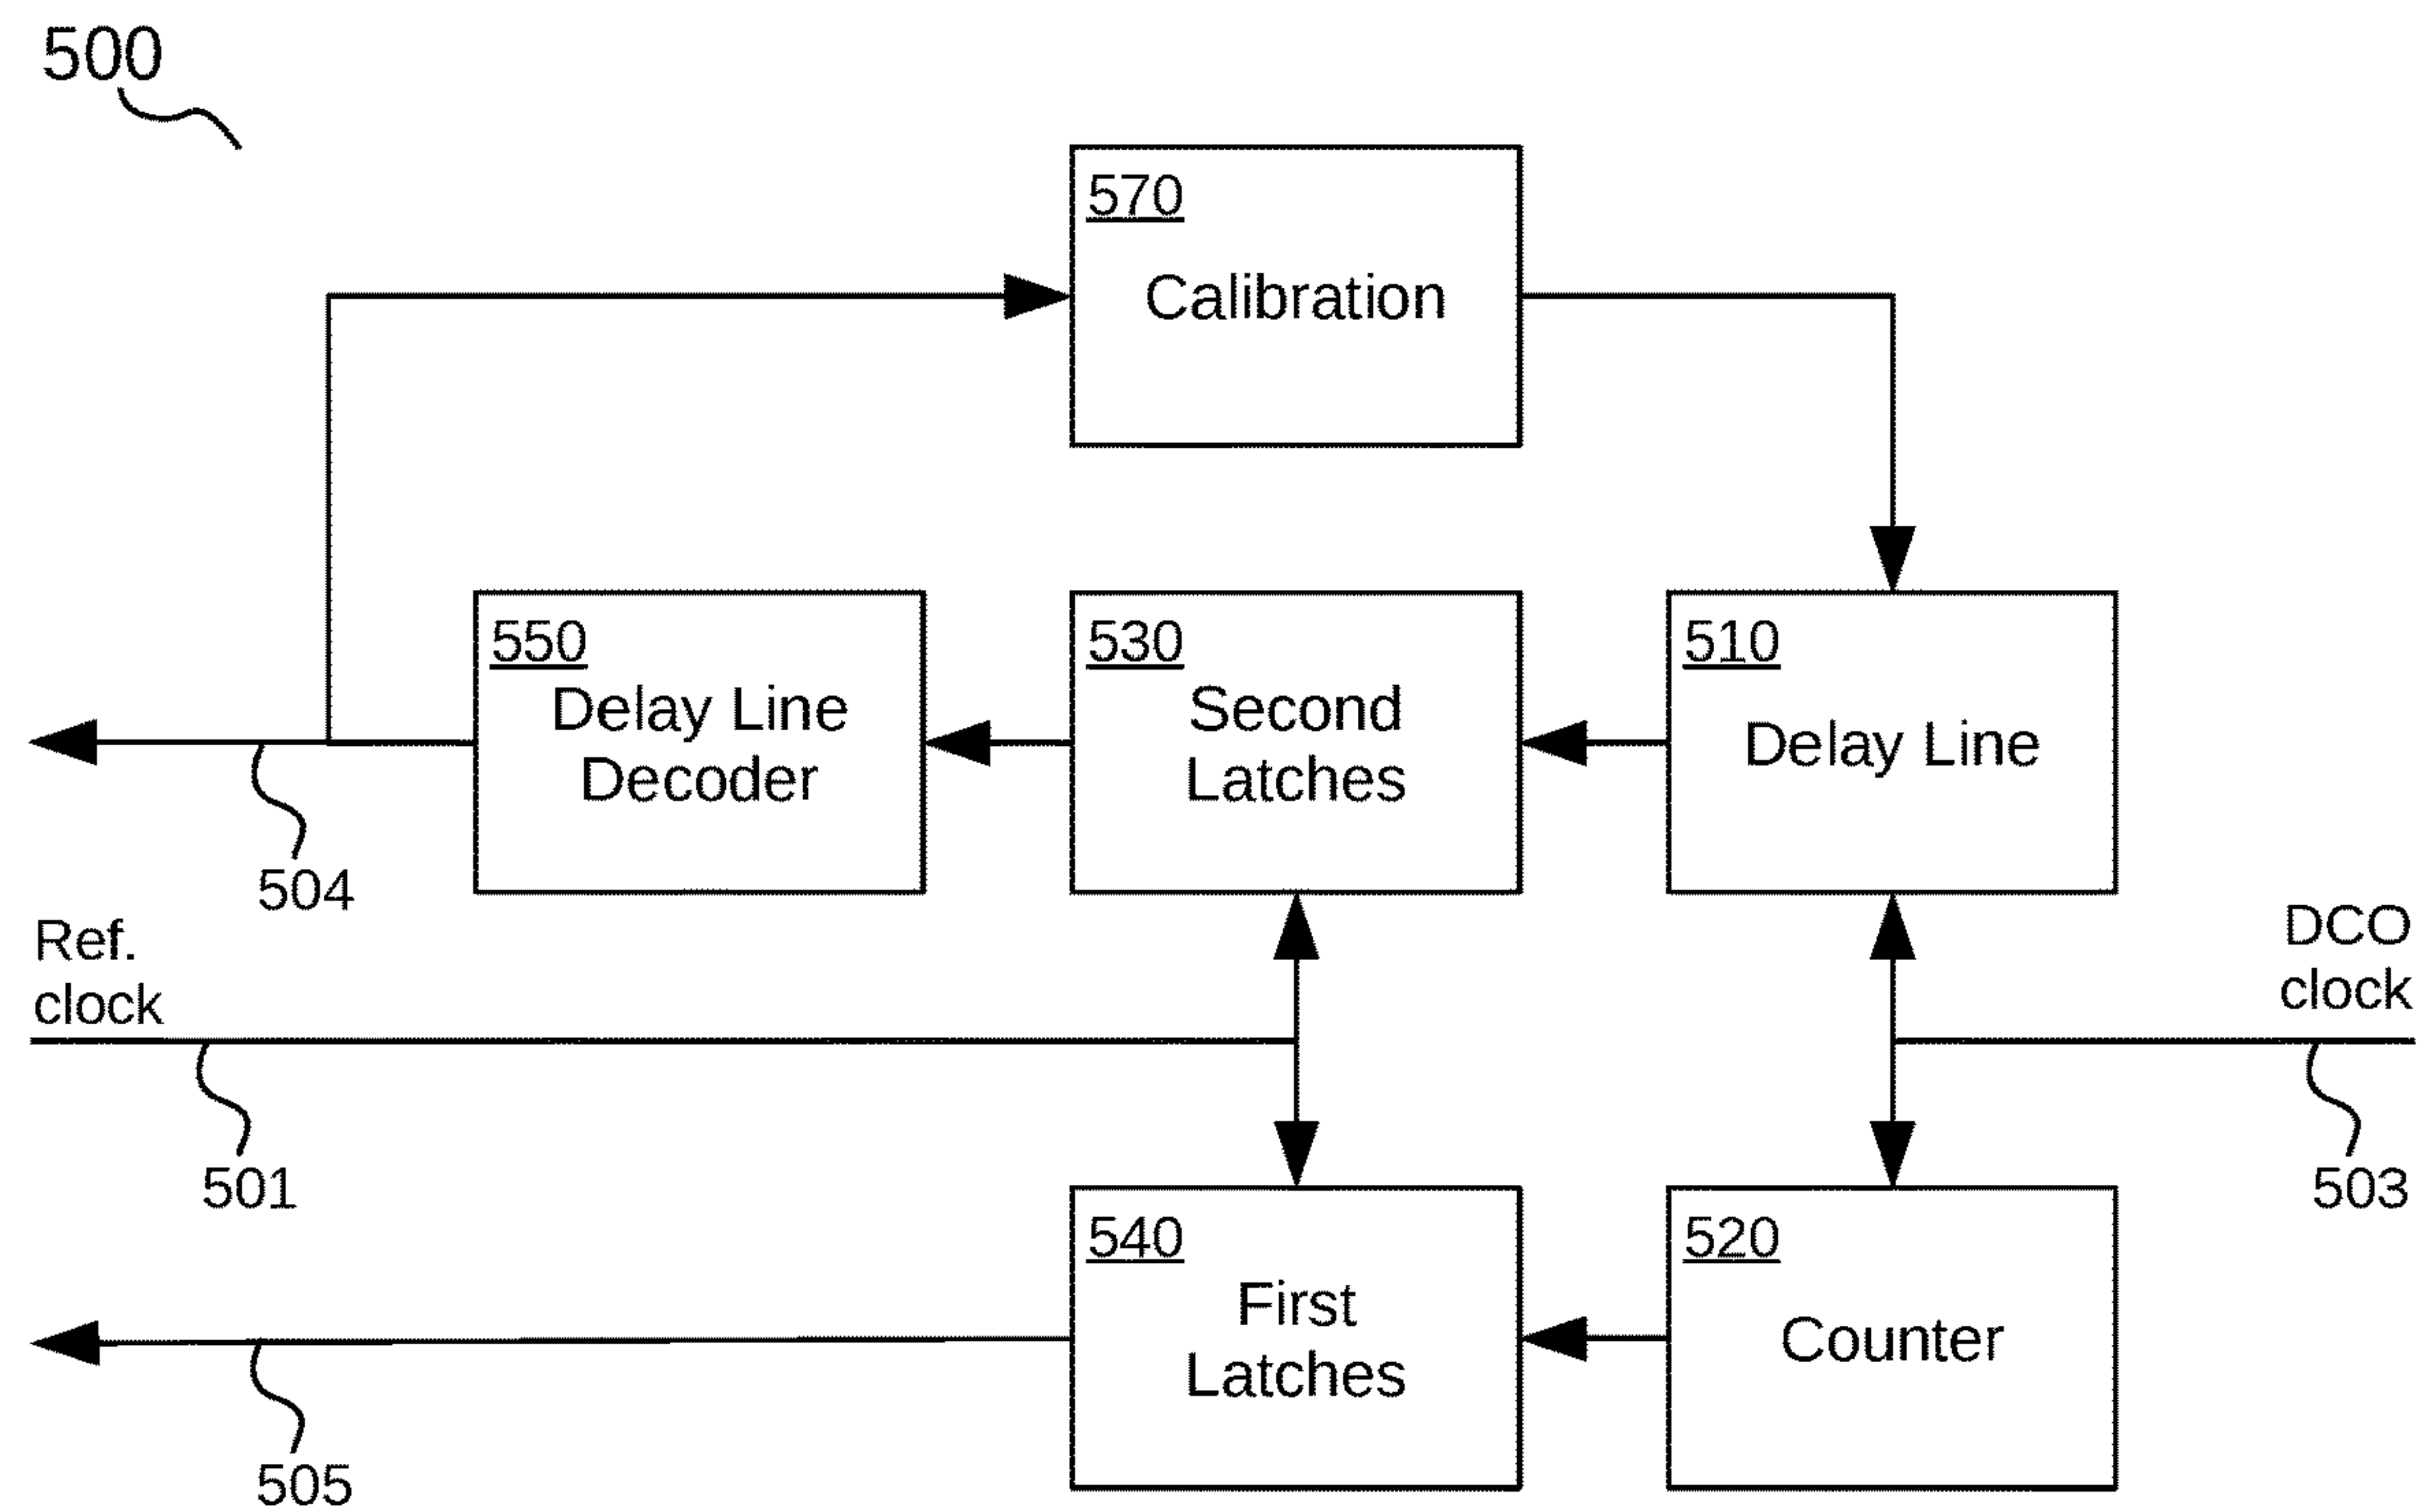 500
570
Calibration
550
Delay Line
Decoder
530
Second
Latches
510
Delay Line
504
Ref.
clock
DCO
clock
501
503
540
First
Latches
520
Counter
505